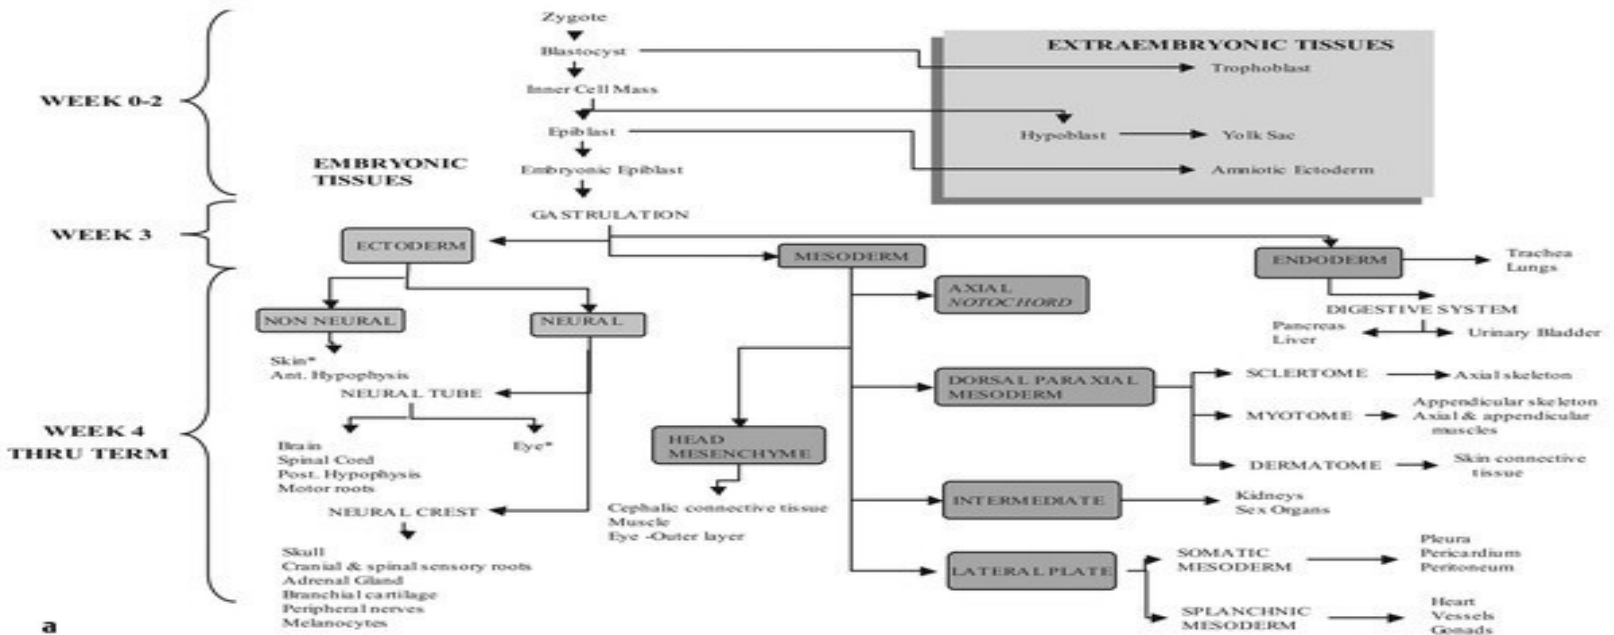 Zygote
Blastocyst
Inner Cell Mass
Epiblast
Embryonic Epiblast
GASTRULATION
WEEK 0-2
EMBRYONIC
TISSUES
EXTRAEMBRYONIC TISSUES
Trophoblast
Hypoblast
Yolk Sac
Amniotic Ectoderm
WEEK 3
ECTODERM
MESODERM
ENDODERM
Trachea
Lungs
WEEK 4
THRU TERM
NON NEURAL
NEURAL
Skin*
Ant. Hypophysis
NEURAL TUBE
Brain
Spinal Cord
Post. Hypophysis
Motor roots
Eye*
NEURAL CREST
Skull
Cranial & spinal sensory roots
Adrenal Gland
Branchial cartilage
Peripheral nerves
Melanocytes
HEAD
MESENCHYME
Cephalic connective tissue
Muscle
Eye -Outer layer
AXIAL
NOTOCHORD
DORSAL PARAXIAL
MESODERM
SCLERTOME
Axial skeleton
MYOTOME
Appendicular skeleton
Axial & appendicular
muscles
DERMATOME
Skin connective
tissue
INTERMEDIATE
Kidneys
Sex Organs
LATERAL PLATE
SOMATIC
MESODERM
Pleura
Pericardium
Peritoneum
SPLANCHNIC
MESODERM
Heart
Vessels
Gonads
DIGESTIVE SYSTEM
Pancreas
Liver
Urinary Bladder
a